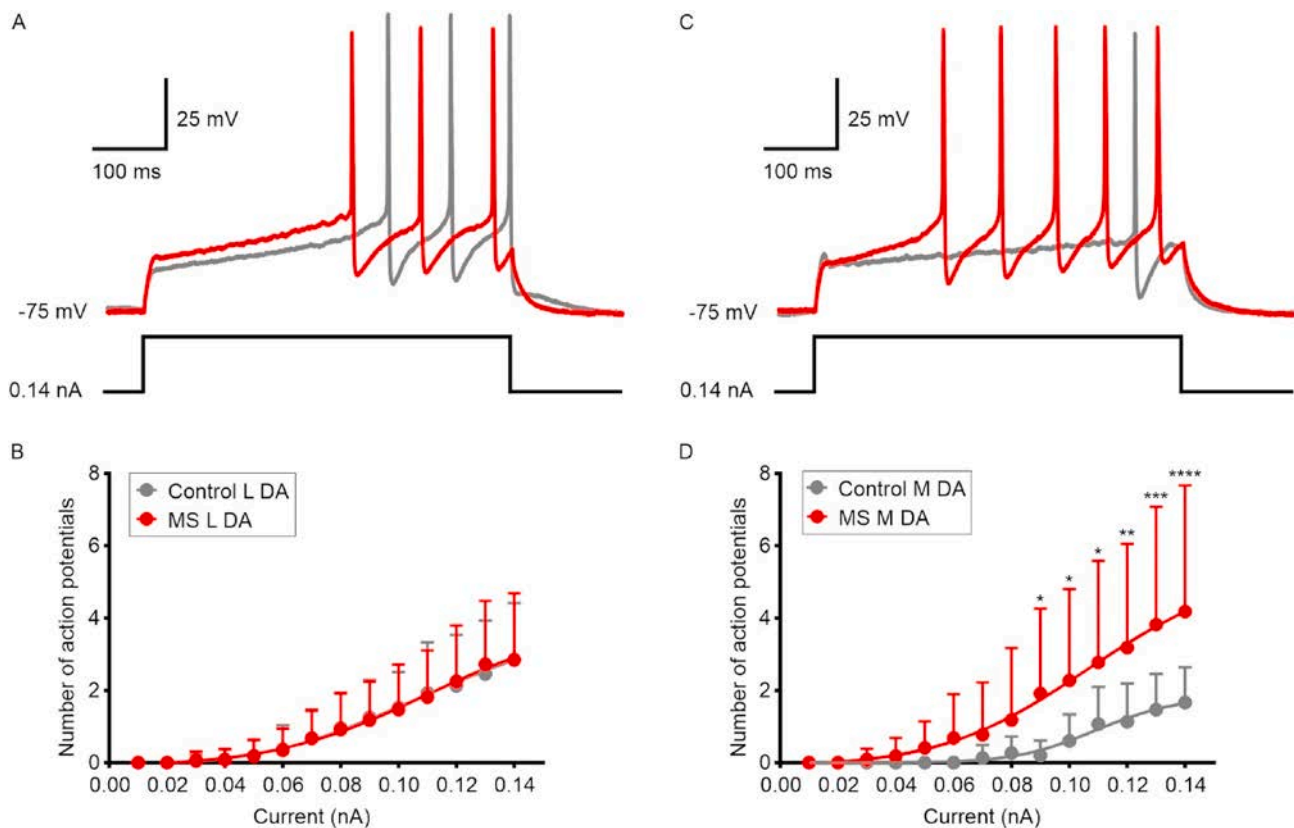 A
25 mV
100 ms
-75 mV
0.14 nA
C
25 mV
100 ms
-75 mV
0.14 nA
B
8
6
4
2
0
Number of action potentials
Control L DA
MS L DA
0.00 0.02 0.04 0.06 0.08 0.10 0.12 0.14
Current (nA)
D
8
6
4
2
0
Number of action potentials
Control M DA
MS M DA
* * * ** *** ****
0.00 0.02 0.04 0.06 0.08 0.10 0.12 0.14
Current (nA)